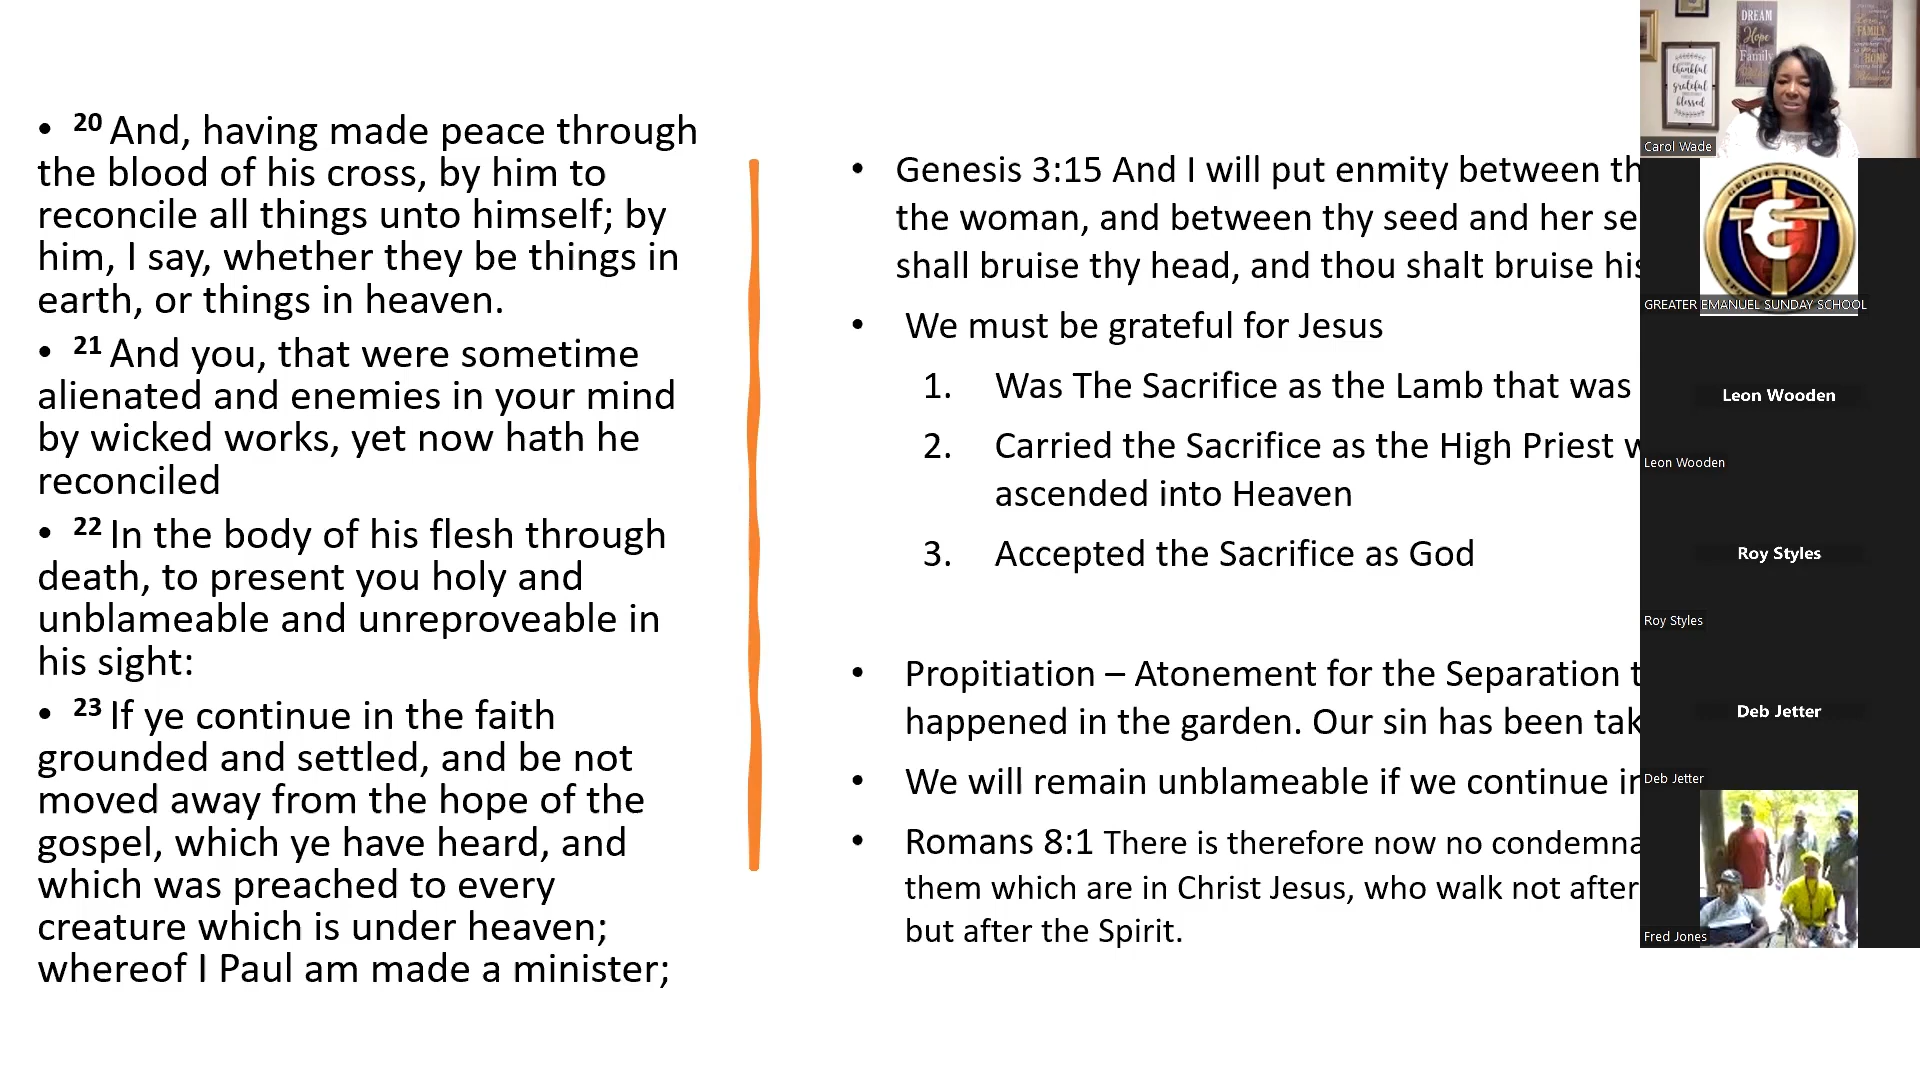 • 20 And, having made peace through
the blood of his cross, by him to
reconcile all things unto himself; by
him, I say, whether they be things in
earth, or things in heaven.
• 21 And you, that were sometime
alienated and enemies in your mind
by wicked works, yet now hath he
reconciled
• 22 In the body of his flesh through
death, to present you holy and
unblameable and unreproveable in
his sight:
• 23 If ye continue in the faith
grounded and settled, and be not
moved away from the hope of the
gospel, which ye have heard, and
which was preached to every
creature which is under heaven;
whereof I Paul am made a minister;
• Genesis 3:15 And I will put enmity between
the woman, and between thy seed and her
shall bruise thy head, and thou shalt bruise
• We must be grateful for Jesus
1. Was The Sacrifice as the Lamb that was
2. Carried the Sacrifice as the High Priest
ascended into Heaven
3. Accepted the Sacrifice as God
• Propitiation – Atonement for the Separation
happened in the garden. Our sin has been
• We will remain unblameable if we continue
• Romans 8:1 There is therefore now no
them which are in Christ Jesus, who walk not after
but after the Spirit.
DREAM
Hope
Family
thankful
grateful
blessed
FAMILY
HOME
Carol Wade
GREATER EMANUEL
GREATER EMANUEL SUNDAY SCHOOL
Leon Wooden
Leon Wooden
Roy Styles
Roy Styles
Deb Jetter
Deb Jetter
Fred Jones